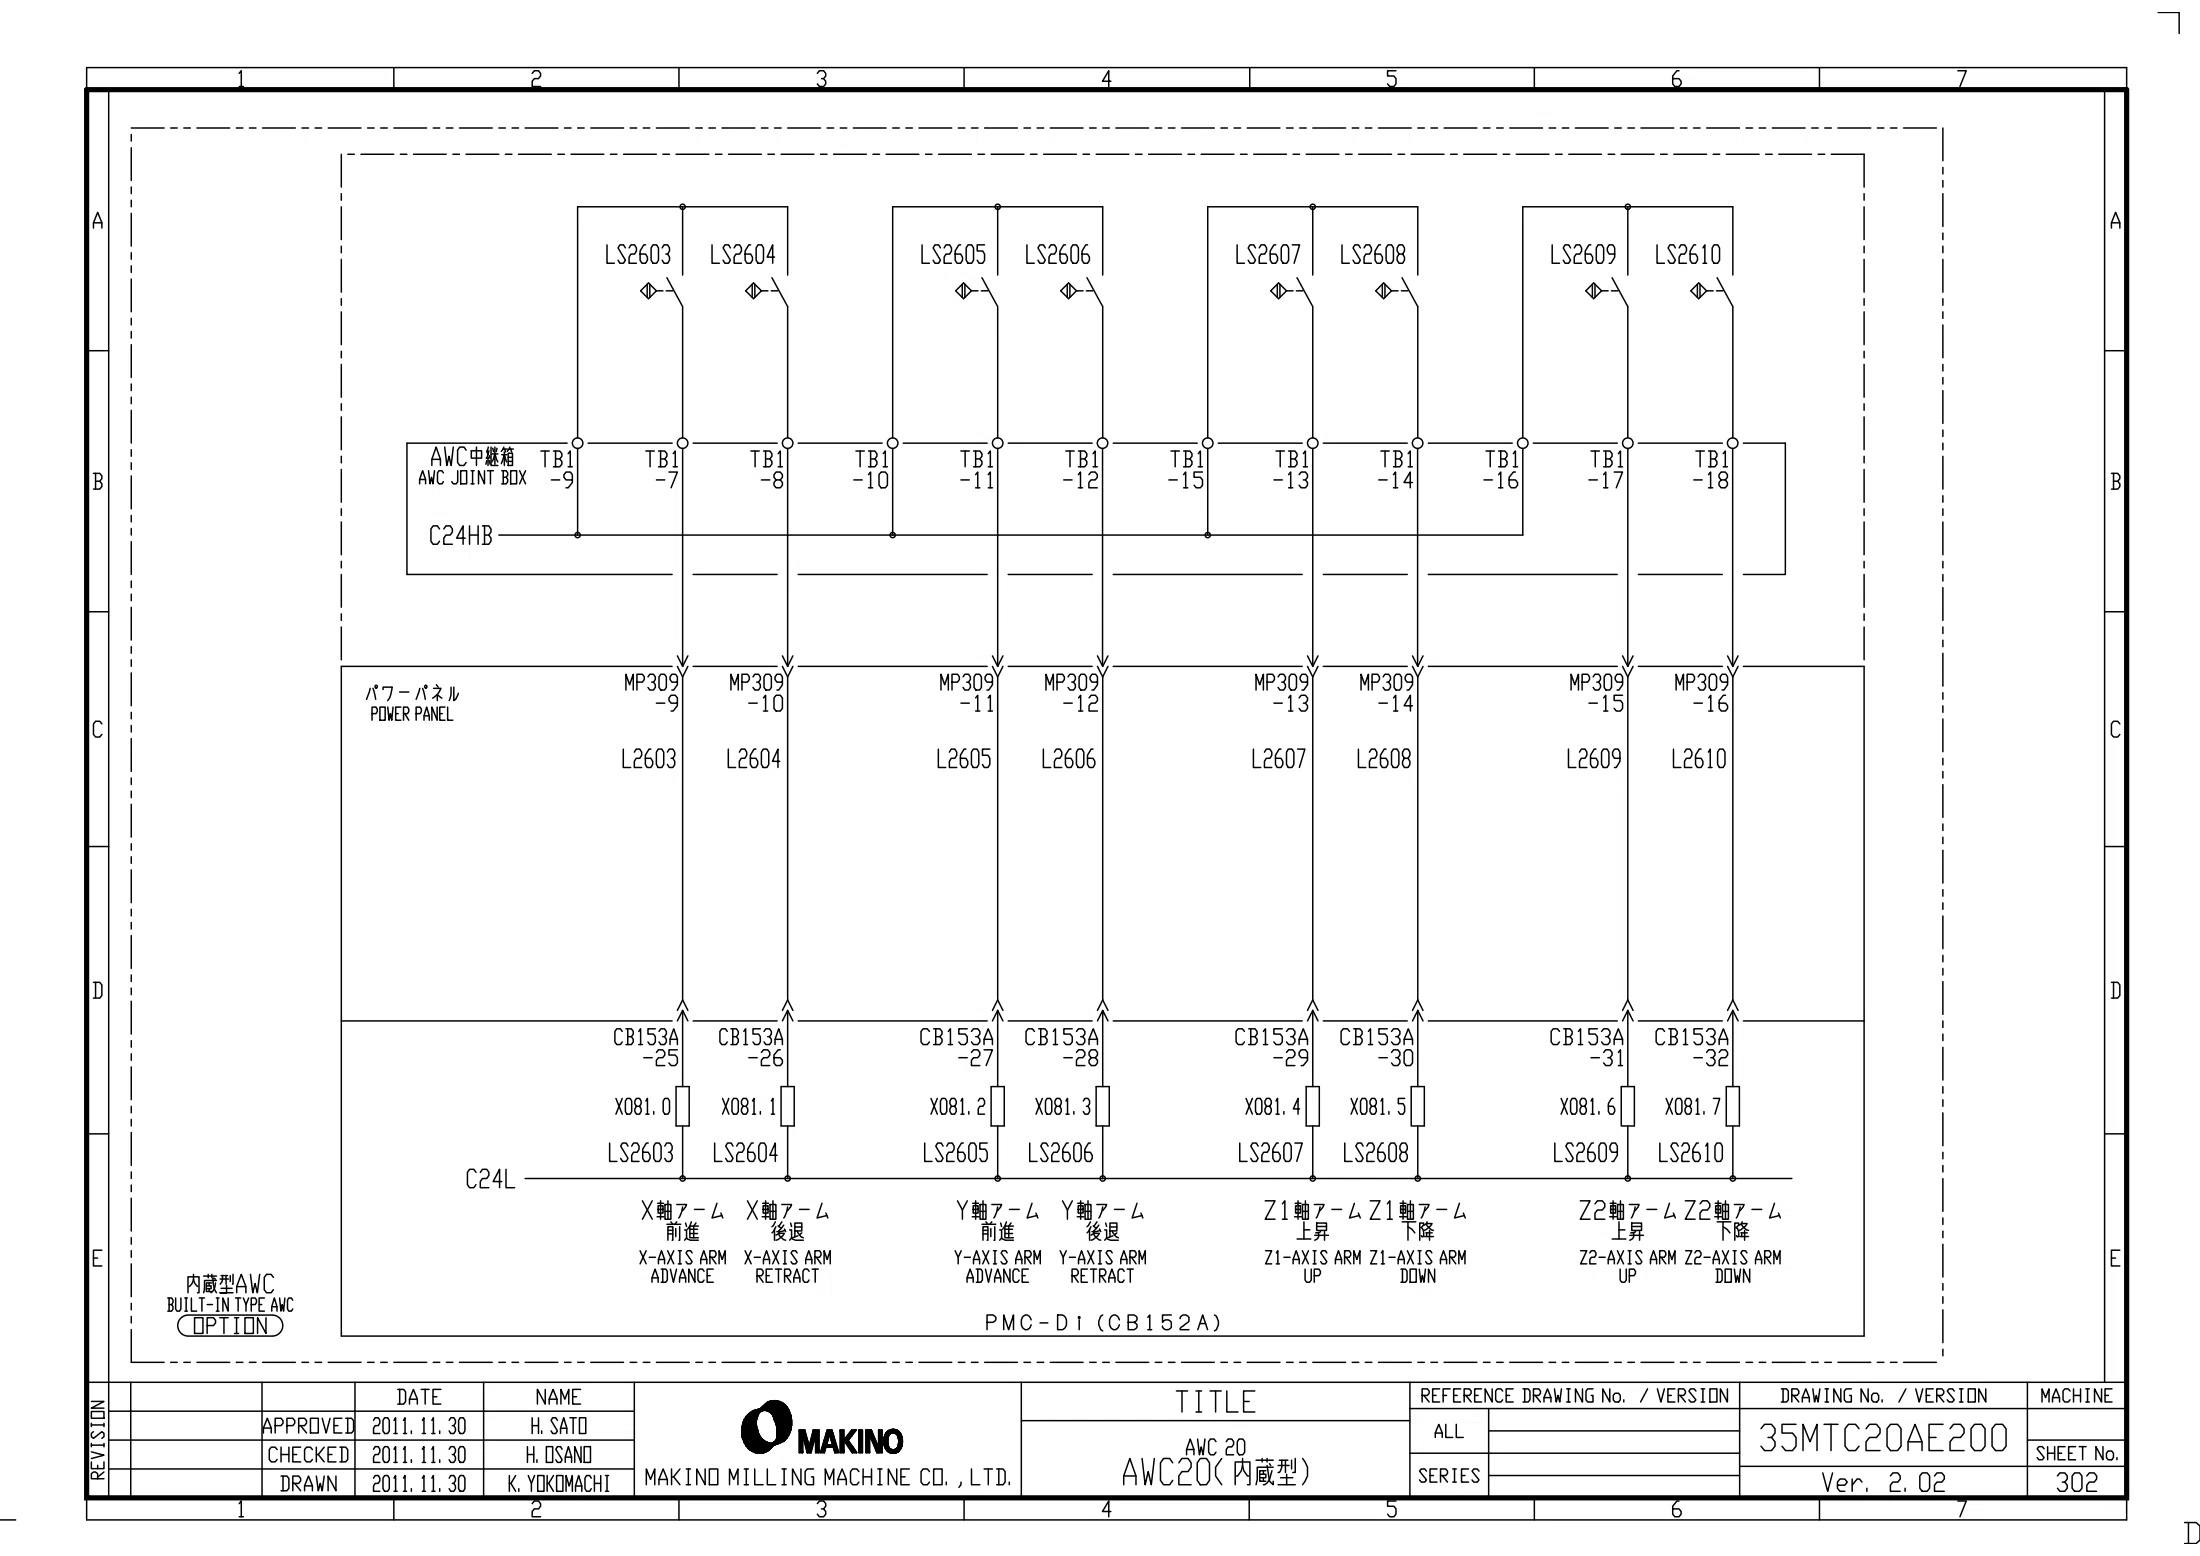 1 2 3 4 5 6 7
A A
LS2603 LS2604 LS2605 LS2606 LS2607 LS2608 LS2609 LS2610
AWC中継箱 TB1 TB1 TB1 TB1 TB1 TB1 TB1 TB1 TB1 TB1 TB1 TB1
AWC JOINT BOX -9 -7 -8 -10 -11 -12 -15 -13 -14 -16 -17 -18
B B
C24HB
パワーパネル MP309 MP309 MP309 MP309 MP309 MP309 MP309 MP309
POWER PANEL -9 -10 -11 -12 -13 -14 -15 -16
C C
L2603 L2604 L2605 L2606 L2607 L2608 L2609 L2610
D D
CB153A CB153A CB153A CB153A CB153A CB153A CB153A CB153A
-25 -26 -27 -28 -29 -30 -31 -32
X081.0 X081.1 X081.2 X081.3 X081.4 X081.5 X081.6 X081.7
LS2603 LS2604 LS2605 LS2606 LS2607 LS2608 LS2609 LS2610
C24L
X軸アーム X軸アーム Y軸アーム Y軸アーム Z1軸アーム Z1軸アーム Z2軸アーム Z2軸アーム
前進 後退 前進 後退 上昇 下降 上昇 下降
X-AXIS ARM X-AXIS ARM Y-AXIS ARM Y-AXIS ARM Z1-AXIS ARM Z1-AXIS ARM Z2-AXIS ARM Z2-AXIS ARM
ADVANCE RETRACT ADVANCE RETRACT UP DOWN UP DOWN
E E
内蔵型AWC
BUILT-IN TYPE AWC
OPTION
PMC-Di(CB152A)
REVISION
DATE NAME
APPROVED 2011.11.30 H. SATO
CHECKED 2011.11.30 H. OSANO
DRAWN 2011.11.30 K. YOKOMACHI
MAKINO
MAKINO MILLING MACHINE CO.,LTD.
TITLE
AWC 20
AWC20(内蔵型)
REFERENCE DRAWING No. / VERSION
ALL
SERIES
DRAWING No. / VERSION
35MTC20AE200
Ver. 2.02
MACHINE
SHEET No.
302
1 2 3 4 5 6 7
D